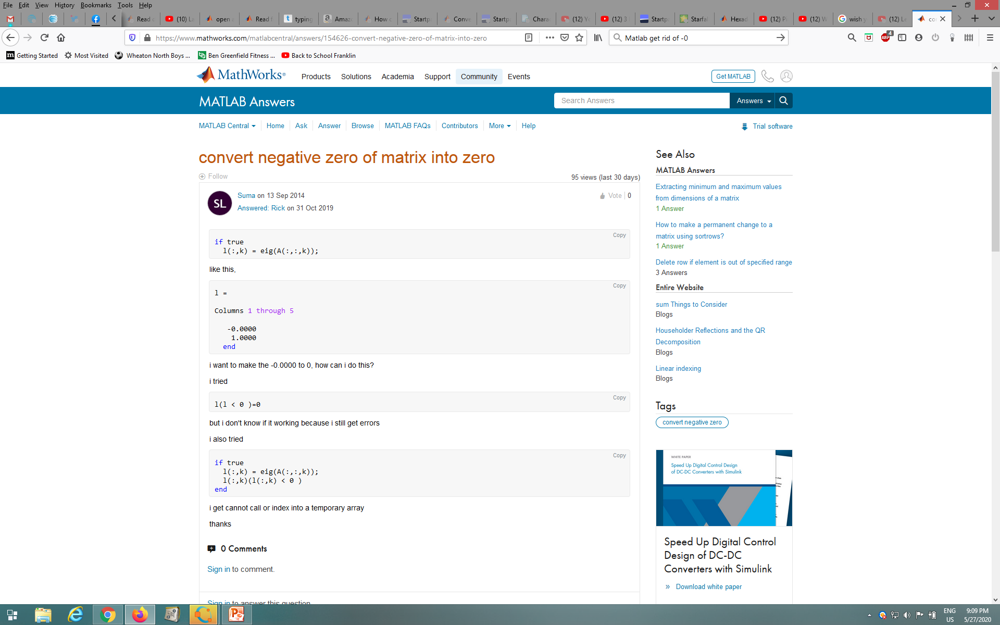 File Edit View History Bookmarks Tools Help
Read (10) L open Read f typing Amaz How c Startp Conve Startp Chara (12) Yo (12) 3 Startp Starfal Hexad (12) P (12) W wish y (12) Le co
https://www.mathworks.com/matlabcentral/answers/154626-convert-negative-zero-of-matrix-into-zero Matlab get rid of -0 ABP 4
Getting Started Most Visited Wheaton North Boys ... Ben Greenfield Fitness ... Back to School Franklin
MathWorks® Products Solutions Academia Support Community Events Get MATLAB
MATLAB Answers Search Answers Answers
MATLAB Central Home Ask Answer Browse MATLAB FAQs Contributors More Help Trial software
convert negative zero of matrix into zero
Follow 95 views (last 30 days)
SL Suma on 13 Sep 2014 Vote 0
Answered: Rick on 31 Oct 2019
Copy
if true
l(:,k) = eig(A(:,:,k));
like this,
Copy
l =
Columns 1 through 5
-0.0000
1.0000
end
i want to make the -0.0000 to 0, how can i do this?
i tried
Copy
l(l < 0 )=0
but i don't know if it working because i still get errors
i also tried
Copy
if true
l(:,k) = eig(A(:,:,k));
l(:,k)(l(:,k) < 0 )
end
i get cannot call or index into a temporary array
thanks
0 Comments
Sign in to comment.
Sign in to answer this question.
See Also
MATLAB Answers
Extracting minimum and maximum values
from dimensions of a matrix
1 Answer
How to make a permanent change to a
matrix using sortrows?
1 Answer
Delete row if element is out of specified range
3 Answers
Entire Website
sum Things to Consider
Blogs
Householder Reflections and the QR
Decomposition
Blogs
Linear indexing
Blogs
Tags
convert negative zero
WHITE PAPER
Speed Up Digital Control Design
of DC-DC Converters with Simulink
Speed Up Digital Control
Design of DC-DC
Converters with Simulink
» Download white paper
ENG 9:09 PM
US 5/27/2020